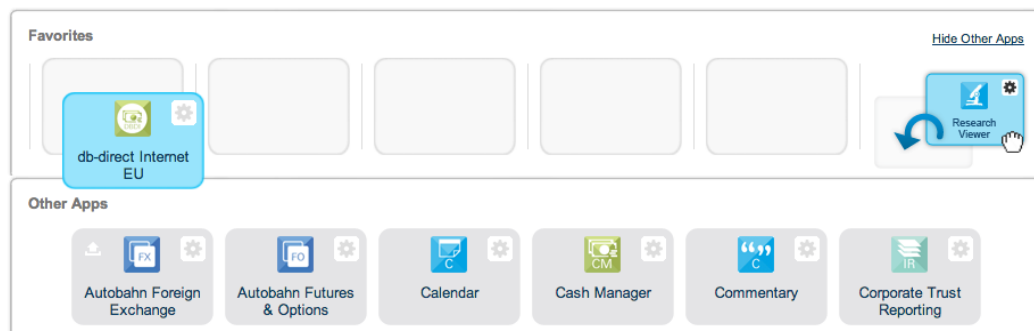 Favorites
Hide Other Apps
db-direct Internet
EU
Research
Viewer
Other Apps
FX
Autobahn Foreign
Exchange
FO
Autobahn Futures
& Options
C
Calendar
CM
Cash Manager
C
Commentary
IR
Corporate Trust
Reporting